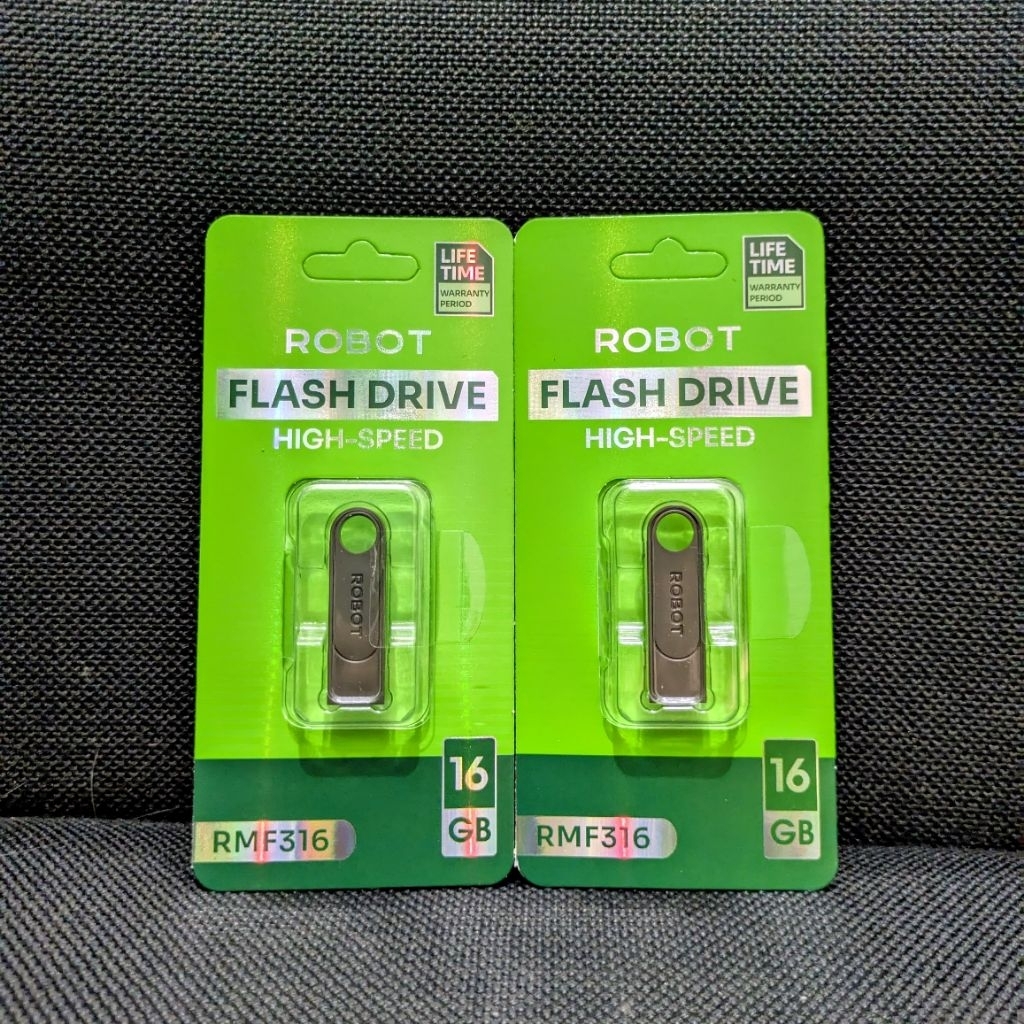 LIFE
TIME
WARRANTY
PERIOD
ROBOT
FLASH DRIVE
HIGH-SPEED
ROBOT
16
GB
RMF316
LIFE
TIME
WARRANTY
PERIOD
ROBOT
FLASH DRIVE
HIGH-SPEED
ROBOT
16
GB
RMF316